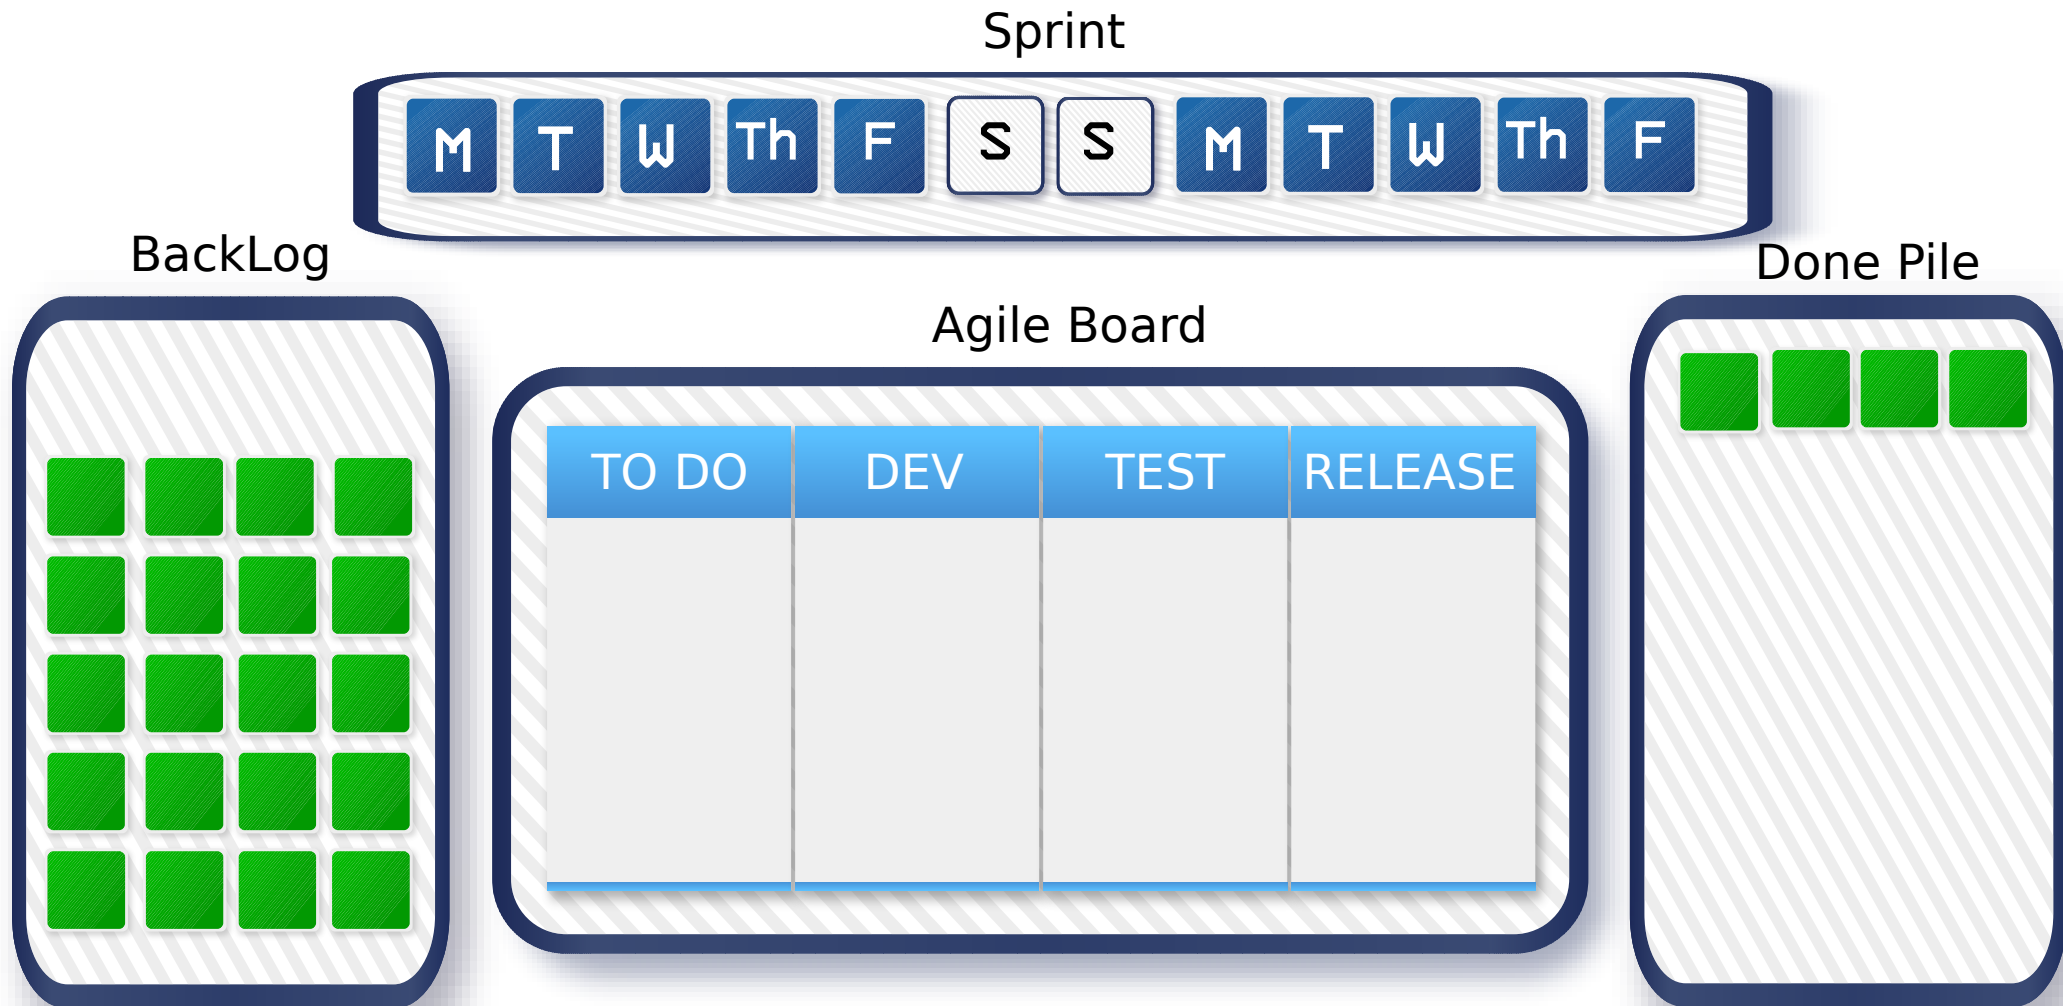 Sprint
M T W Th F S S M T W Th F
BackLog
Done Pile
Agile Board
TO DO DEV TEST RELEASE